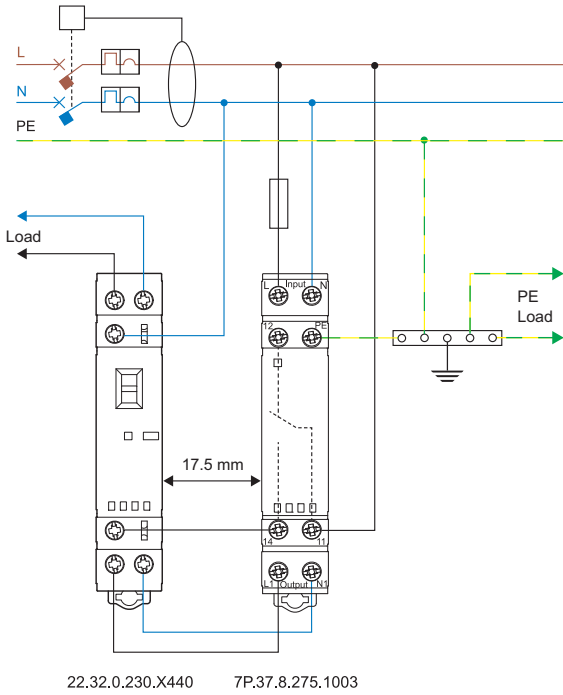 L
N
PE
Load
L Input N
12 PE
PE
Load
17.5 mm
14 11
L1 Output N1
22.32.0.230.X440 7P.37.8.275.1003